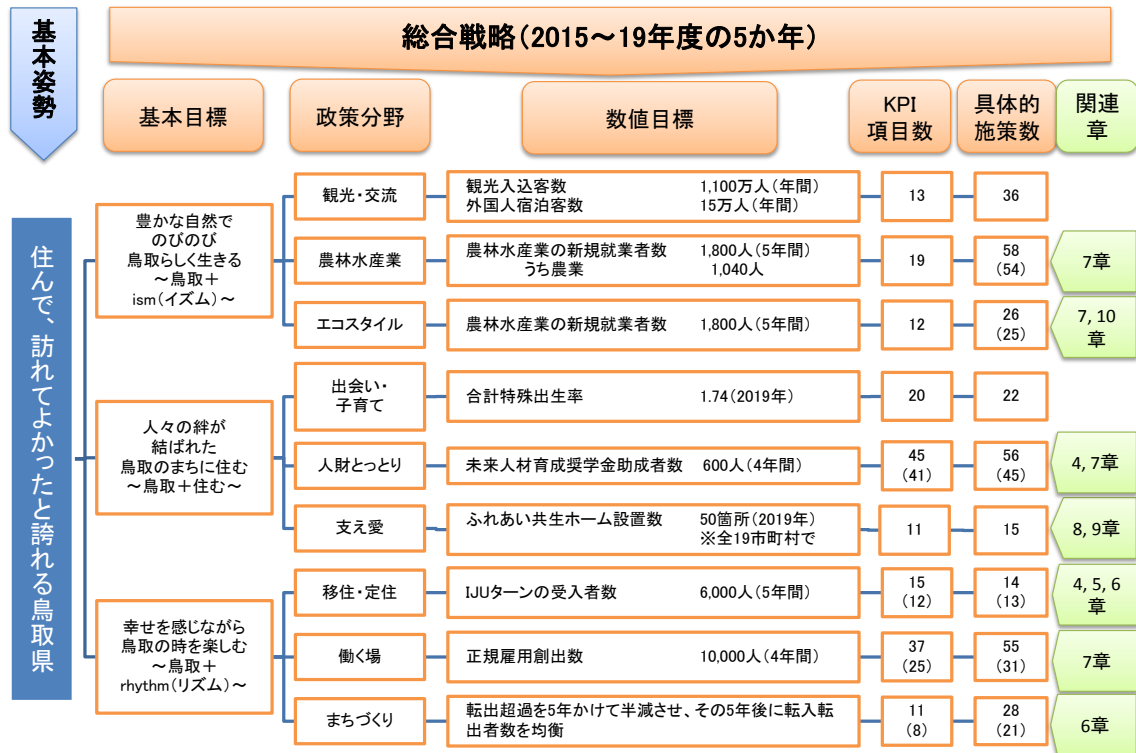 基本姿勢
総合戦略(2015～19年度の5か年)
基本目標
政策分野
数値目標
KPI
項目数
具体的
施策数
関連
章
住んで、訪れてよかったと誇れる鳥取県
豊かな自然で
のびのび
鳥取らしく生きる
～鳥取＋
ism(イズム)～
観光・交流
観光入込客数 1,100万人(年間)
外国人宿泊客数 15万人(年間)
13
36
農林水産業
農林水産業の新規就業者数 1,800人(5年間)
うち農業 1,040人
19
58
(54)
7章
エコスタイル
農林水産業の新規就業者数 1,800人(5年間)
12
26
(25)
7, 10
章
人々の絆が
結ばれた
鳥取のまちに住む
～鳥取＋住む～
出会い・
子育て
合計特殊出生率 1.74(2019年)
20
22
人財とっとり
未来人材育成奨学金助成者数 600人(4年間)
45
(41)
56
(45)
4, 7章
支え愛
ふれあい共生ホーム設置数 50箇所(2019年)
※全19市町村で
11
15
8, 9章
幸せを感じながら
鳥取の時を楽しむ
～鳥取＋
rhythm(リズム)～
移住・定住
IJUターンの受入者数 6,000人(5年間)
15
(12)
14
(13)
4, 5, 6
章
働く場
正規雇用創出数 10,000人(4年間)
37
(25)
55
(31)
7章
まちづくり
転出超過を5年かけて半減させ、その5年後に転入転
出者数を均衡
11
(8)
28
(21)
6章